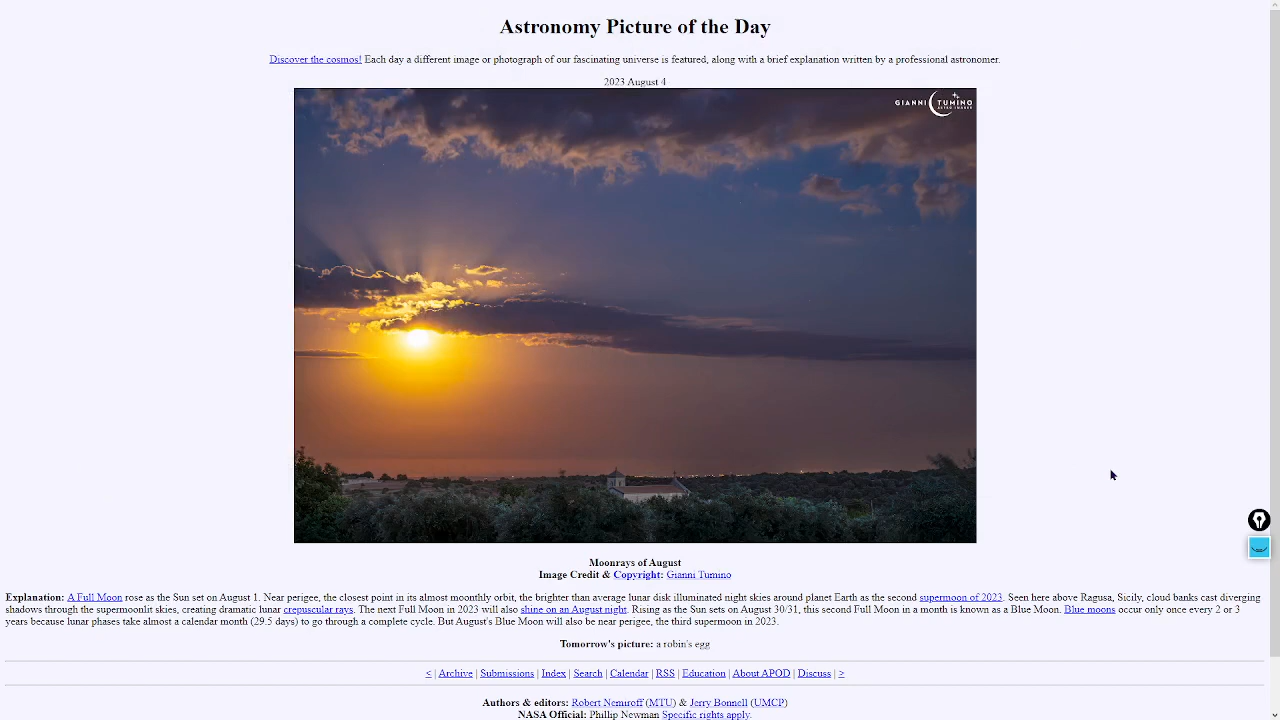 Astronomy Picture of the Day
Discover the cosmos! Each day a different image or photograph of our fascinating universe is featured, along with a brief explanation written by a professional astronomer.
2023 August 4
GIANNI TUMINO
ASTRO IMAGES
Moonrays of August
Image Credit & Copyright: Gianni Tumino
Explanation: A Full Moon rose as the Sun set on August 1. Near perigee, the closest point in its almost moonthly orbit, the brighter than average lunar disk illuminated night skies around planet Earth as the second supermoon of 2023. Seen here above Ragusa, Sicily, cloud banks cast diverging
shadows through the supermoonlit skies, creating dramatic lunar crepuscular rays. The next Full Moon in 2023 will also shine on an August night. Rising as the Sun sets on August 30/31, this second Full Moon in a month is known as a Blue Moon. Blue moons occur only once every 2 or 3
years because lunar phases take almost a calendar month (29.5 days) to go through a complete cycle. But August's Blue Moon will also be near perigee, the third supermoon in 2023.
Tomorrow's picture: a robin's egg
< | Archive | Submissions | Index | Search | Calendar | RSS | Education | About APOD | Discuss | >
Authors & editors: Robert Nemiroff (MTU) & Jerry Bonnell (UMCP)
NASA Official: Phillip Newman Specific rights apply.